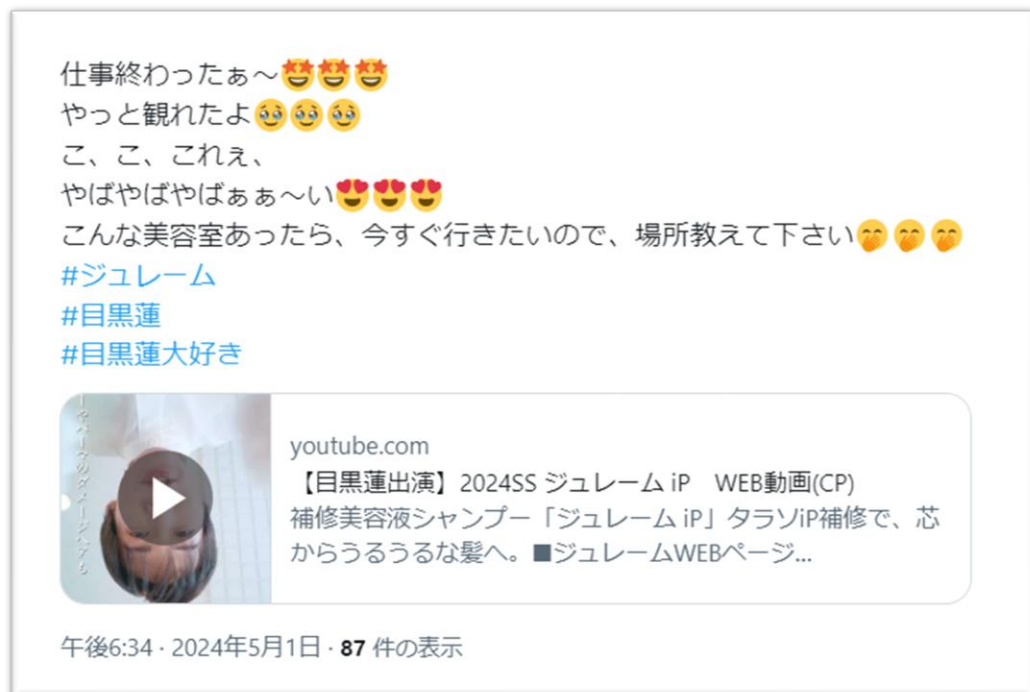 仕事終わったぁ～🤩🤩🤩
やっと観れたよ🥹🥹🥹
こ、こ、これぇ、
やばやばやばぁぁ～い😍😍😍
こんな美容室あったら、今すぐ行きたいので、場所教えて下さい🤭🤭🤭
#ジュレーム
#目黒蓮
#目黒蓮大好き
youtube.com
【目黒蓮出演】2024SS ジュレーム iP　WEB動画(CP)
補修美容液シャンプー「ジュレーム iP」タラソiP補修で、芯
からうるうるな髪へ。■ジュレームWEBページ...
午後6:34 · 2024年5月1日 · 87 件の表示